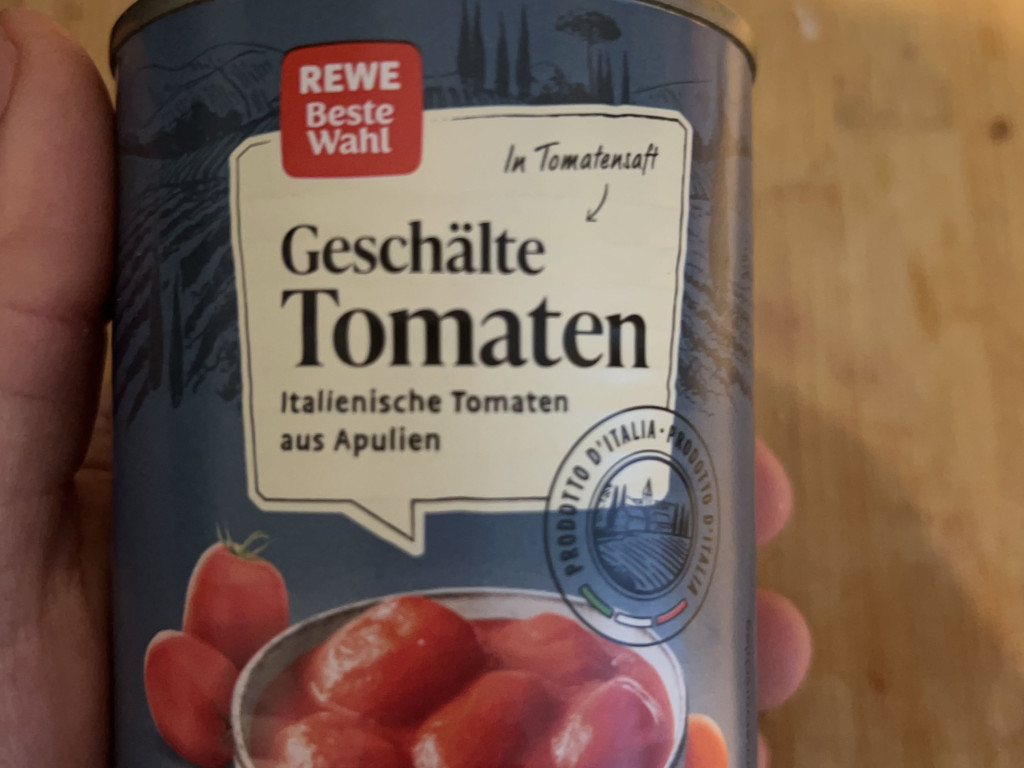 REWE
Beste
Wahl
In Tomatensaft
Geschälte
Tomaten
Italienische Tomaten
aus Apulien
PRODOTTO D'ITALIA · PRODOTTO D'ITALIA